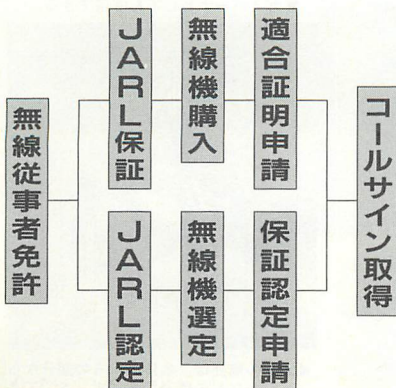 無線従事者免許
JARL保証
無線機購入
適合証明申請
JARL認定
無線機選定
保証認定申請
コールサイン取得